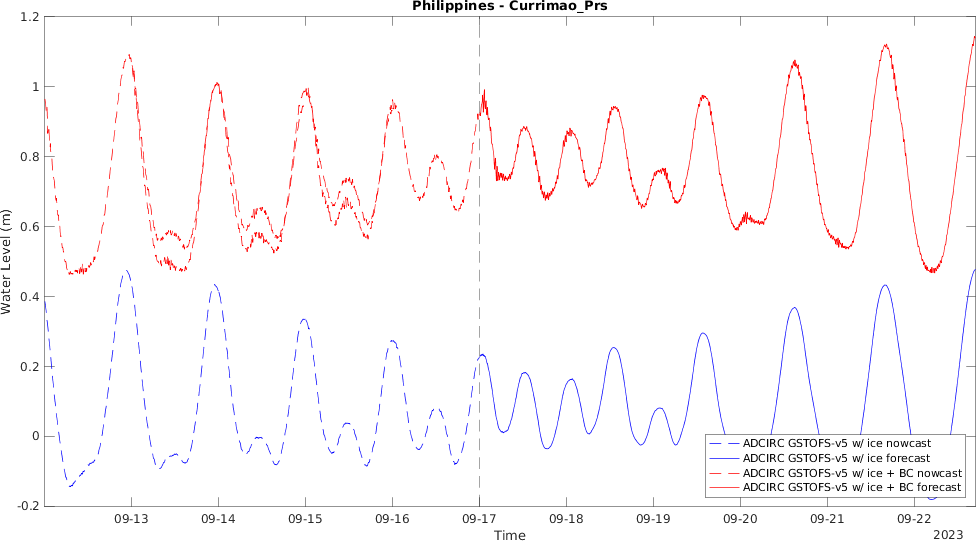 Philippines - Currimao_Prs
1.2
1
0.8
0.6
0.4
0.2
0
-0.2
Water Level (m)
ADCIRC GSTOFS-v5 w/ ice nowcast
ADCIRC GSTOFS-v5 w/ ice forecast
ADCIRC GSTOFS-v5 w/ ice + BC nowcast
ADCIRC GSTOFS-v5 w/ ice + BC forecast
09-13 09-14 09-15 09-16 09-17 09-18 09-19 09-20 09-21 09-22
Time
2023